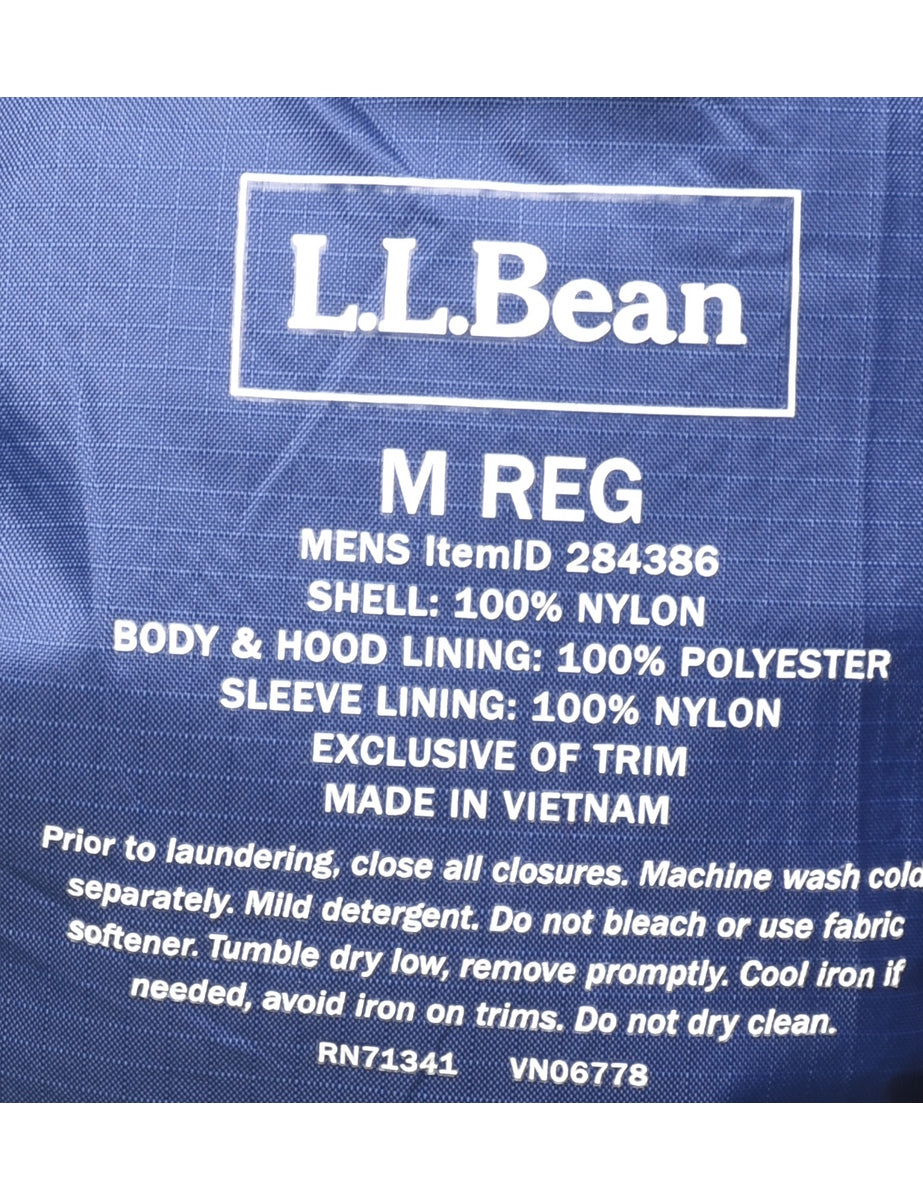 L.L.Bean
M REG
MENS ItemID 284386
SHELL: 100% NYLON
BODY & HOOD LINING: 100% POLYESTER
SLEEVE LINING: 100% NYLON
EXCLUSIVE OF TRIM
MADE IN VIETNAM
Prior to laundering, close all closures. Machine wash cold
separately. Mild detergent. Do not bleach or use fabric
softener. Tumble dry low, remove promptly. Cool iron if
needed, avoid iron on trims. Do not dry clean.
RN71341 VN06778